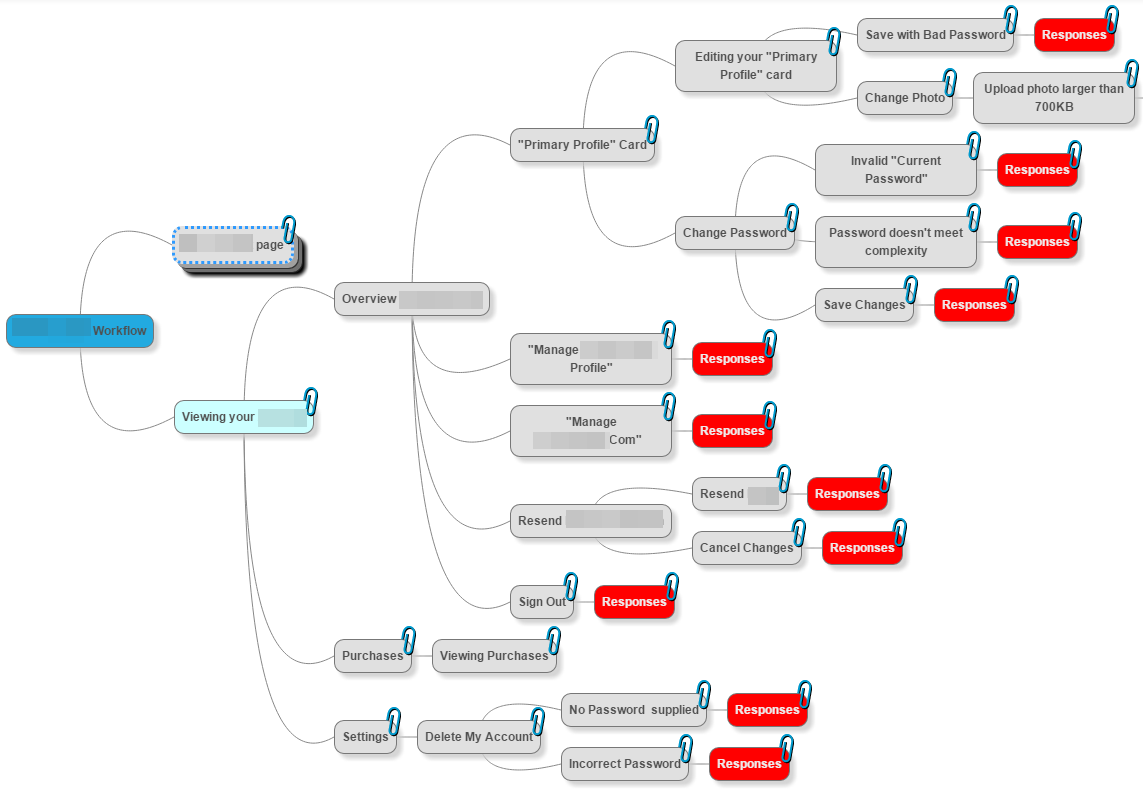 Save with Bad Password
Responses
Editing your "Primary
Profile" card
Change Photo
Upload photo larger than
700KB
"Primary Profile" Card
Invalid "Current
Password"
Responses
Change Password
Password doesn't meet
complexity
Responses
Save Changes
Responses
page
Overview
Workflow
"Manage
Profile"
Responses
Viewing your
"Manage
Com"
Responses
Resend
Resend
Responses
Cancel Changes
Responses
Sign Out
Responses
Purchases
Viewing Purchases
No Password supplied
Responses
Settings
Delete My Account
Incorrect Password
Responses